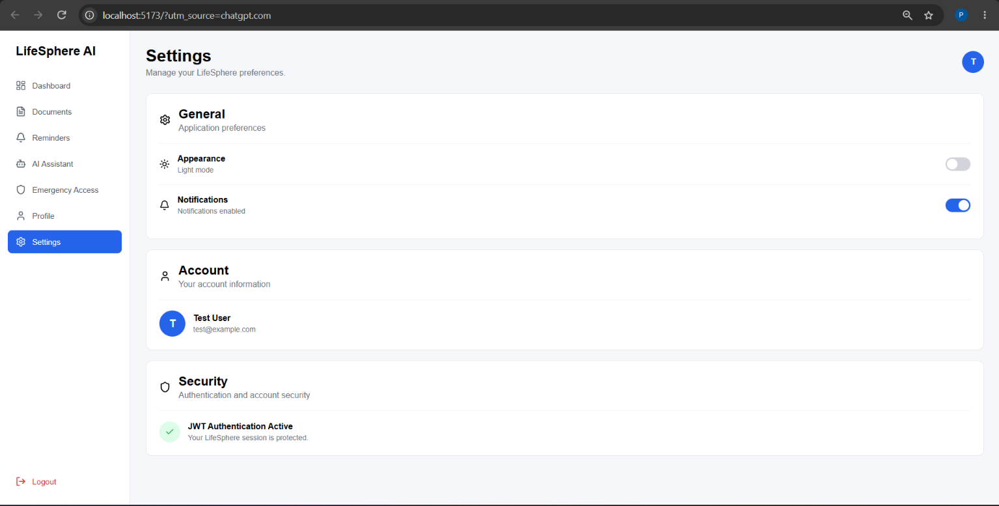 localhost:5173/?utm_source=chatgpt.com
P
LifeSphere AI
Dashboard
Documents
Reminders
AI Assistant
Emergency Access
Profile
Settings
Logout
Settings
Manage your LifeSphere preferences.
T
General
Application preferences
Appearance
Light mode
Notifications
Notifications enabled
Account
Your account information
T
Test User
test@example.com
Security
Authentication and account security
JWT Authentication Active
Your LifeSphere session is protected.